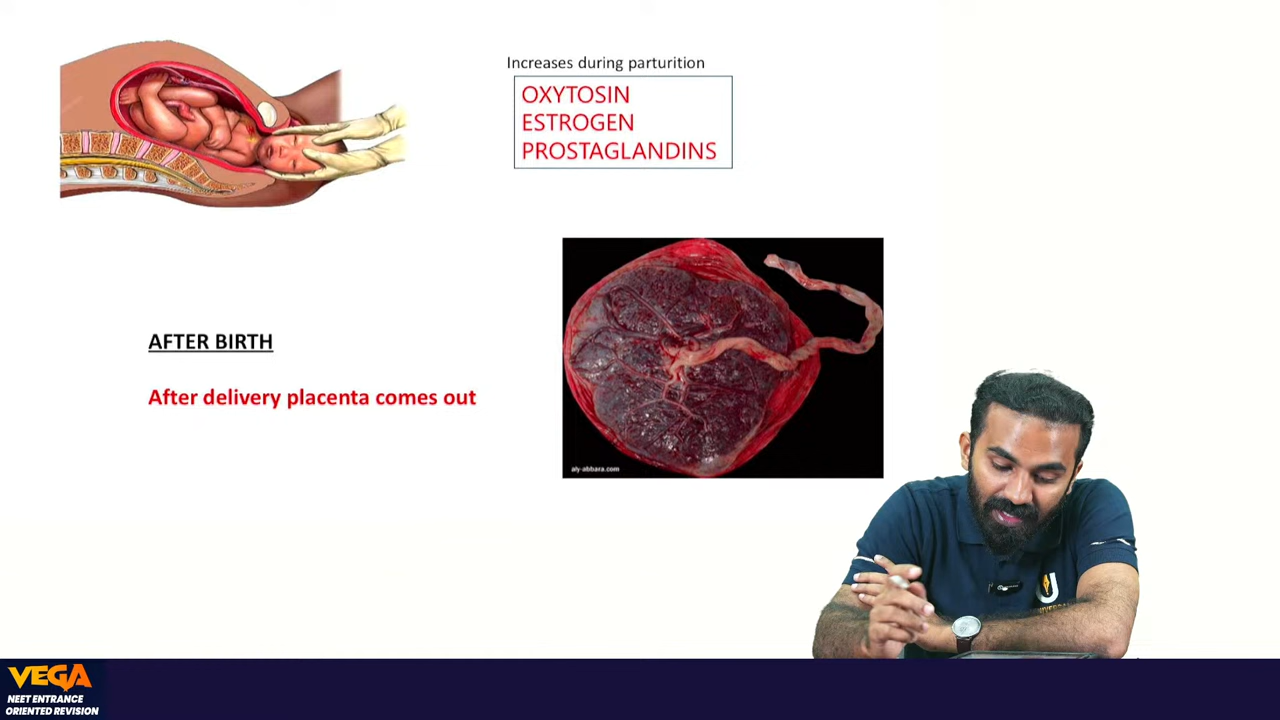 Increases during parturition
OXYTOSIN
ESTROGEN
PROSTAGLANDINS
AFTER BIRTH
After delivery placenta comes out
aly-abbara.com
VEGA
NEET ENTRANCE
ORIENTED REVISION